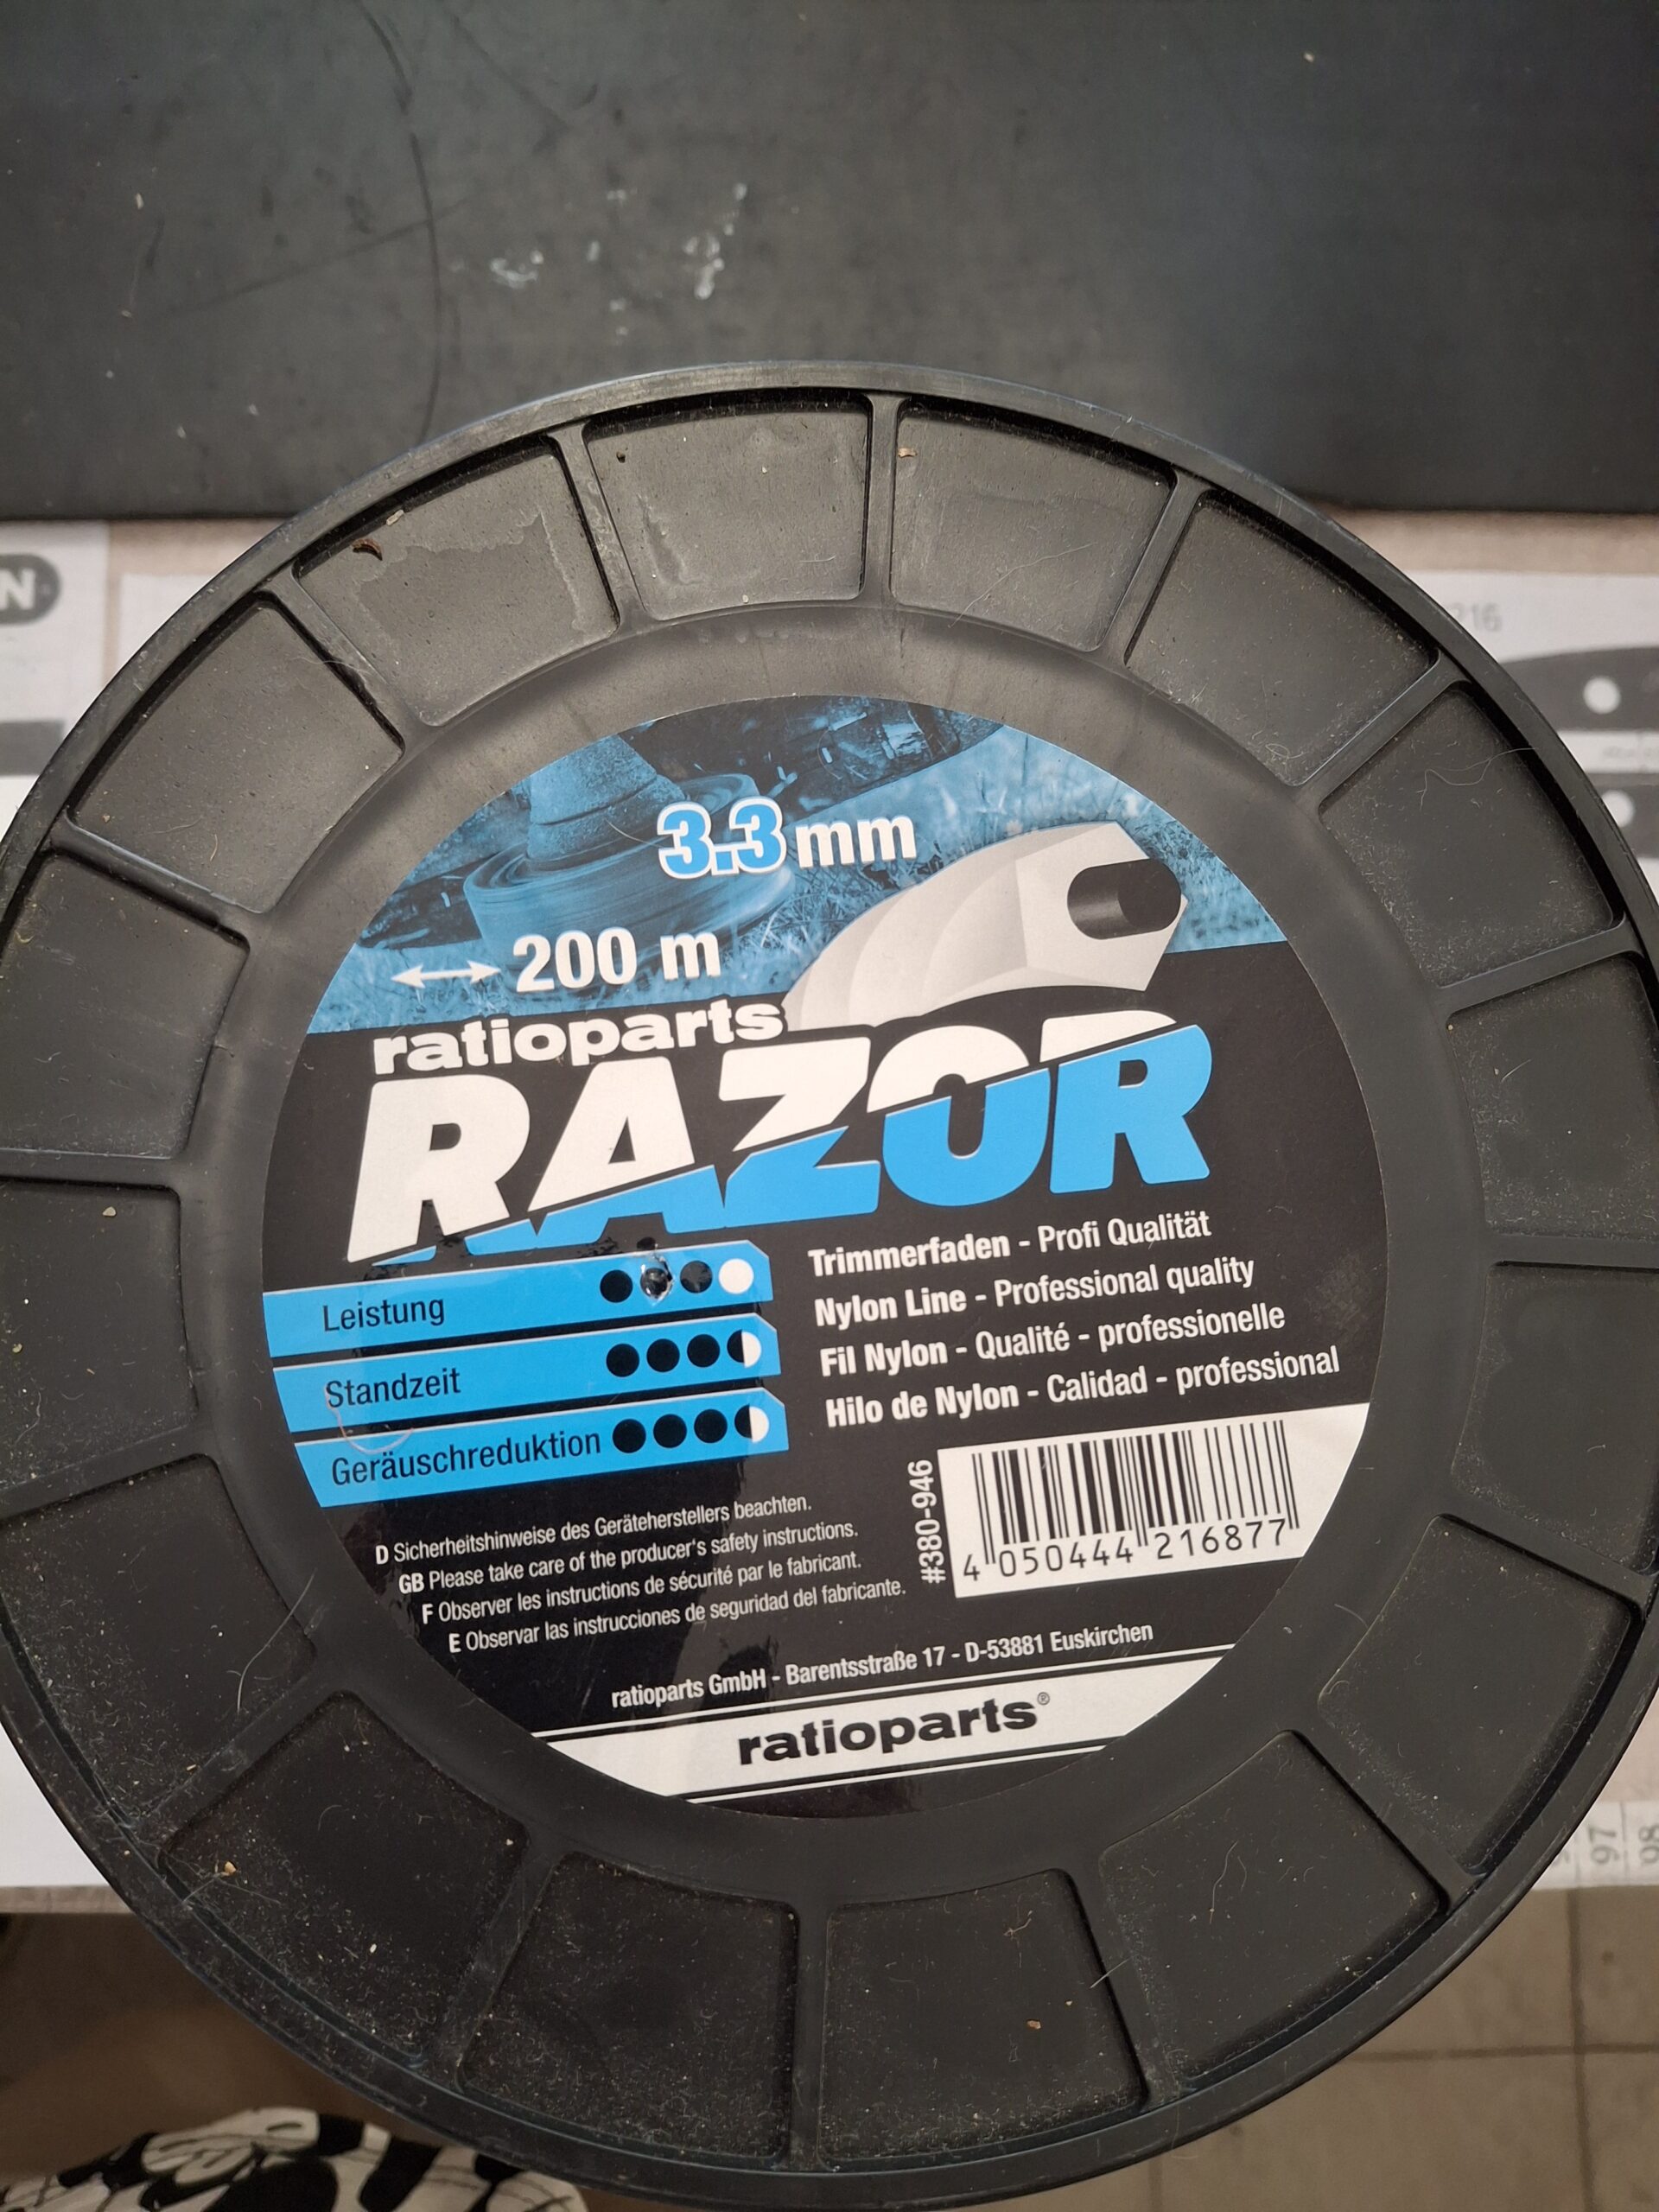 3.3 mm
200 m
ratioparts
RAZOR
Leistung
Standzeit
Geräuschreduktion
Trimmerfaden - Profi Qualität
Nylon Line - Professional quality
Fil Nylon - Qualité - professionelle
Hilo de Nylon - Calidad - professional
#380-946
4 050444 216877
D Sicherheitshinweise des Geräteherstellers beachten.
GB Please take care of the producer's safety instructions.
F Observer les instructions de sécurité par le fabricant.
E Observar las instrucciones de seguridad del fabricante.
ratioparts GmbH - Barentsstraße 17 - D-53881 Euskirchen
ratioparts®
N
216
97
98